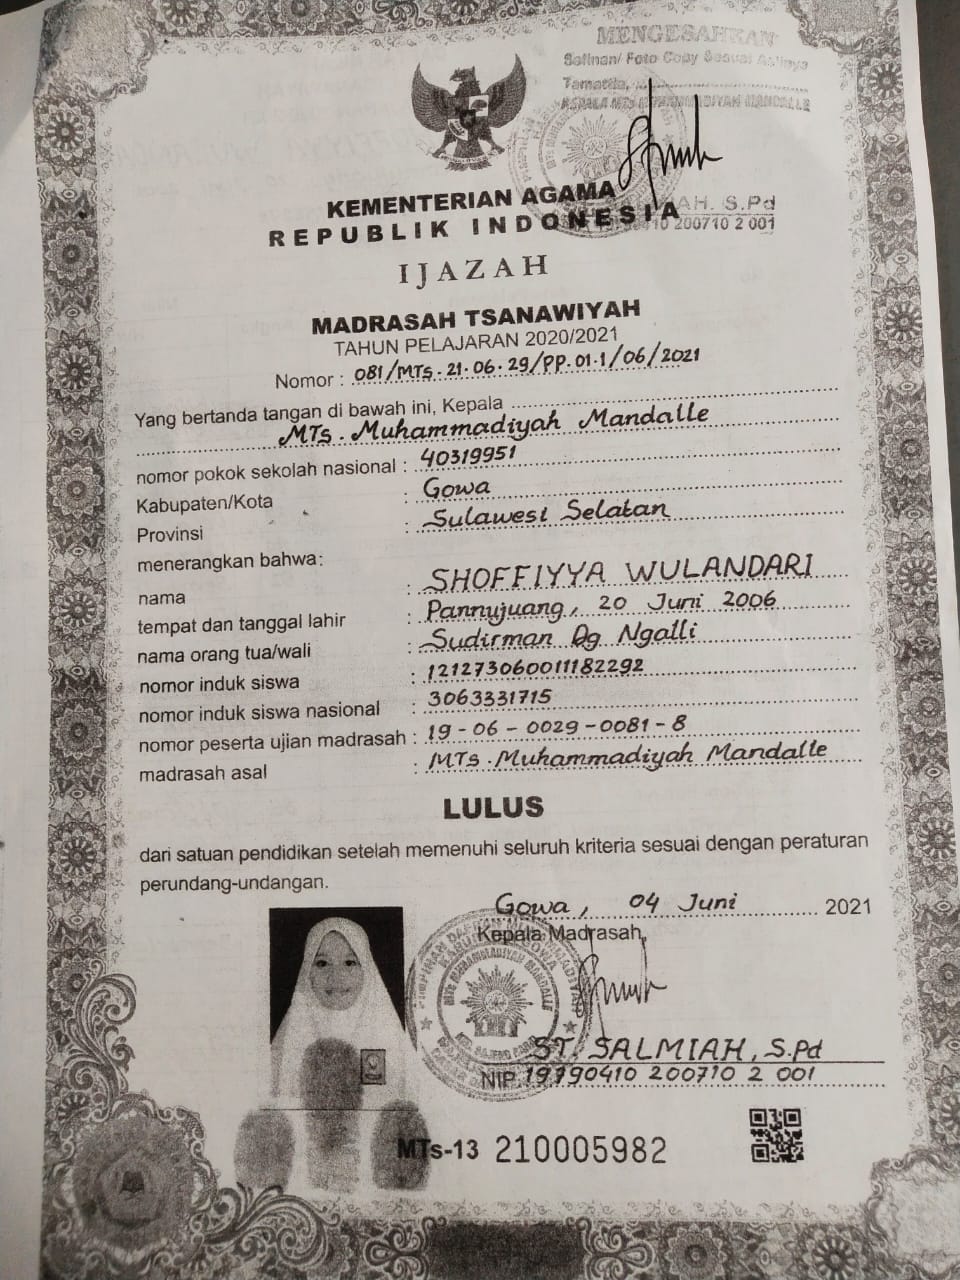 MENGESAHKAN
Salinan/ Foto Copy Sesuai Aslinya
Tamatila,
KEPALA MTS MUHAMMADIYAH MANDALLE
KEMENTERIAN AGAMA
REPUBLIK INDONESIA
S.Pd
200710 2 001
IJAZAH
MADRASAH TSANAWIYAH
TAHUN PELAJARAN 2020/2021
Nomor : 081/MTs.21.06.29/PP.01.1/06/2021
Yang bertanda tangan di bawah ini, Kepala
MTs. Muhammadiyah Mandalle
nomor pokok sekolah nasional : 40319951
Kabupaten/Kota : Gowa
Provinsi : Sulawesi Selatan
menerangkan bahwa:
nama : SHOFFIYYA WULANDARI
tempat dan tanggal lahir : Pannujuang, 20 Juni 2006
nama orang tua/wali : Sudirman Dg Ngalli
nomor induk siswa : 121273060011182292
nomor induk siswa nasional : 3063331715
nomor peserta ujian madrasah : 19-06-0029-0081-8
madrasah asal : MTs. Muhammadiyah Mandalle
LULUS
dari satuan pendidikan setelah memenuhi seluruh kriteria sesuai dengan peraturan
perundang-undangan.
Gowa, 04 Juni 2021
Kepala Madrasah,
MTS MUHAMMADIYAH MANDALLE
ST. SALMIAH, S.Pd
NIP. 19790410 200710 2 001
MTs-13 210005982